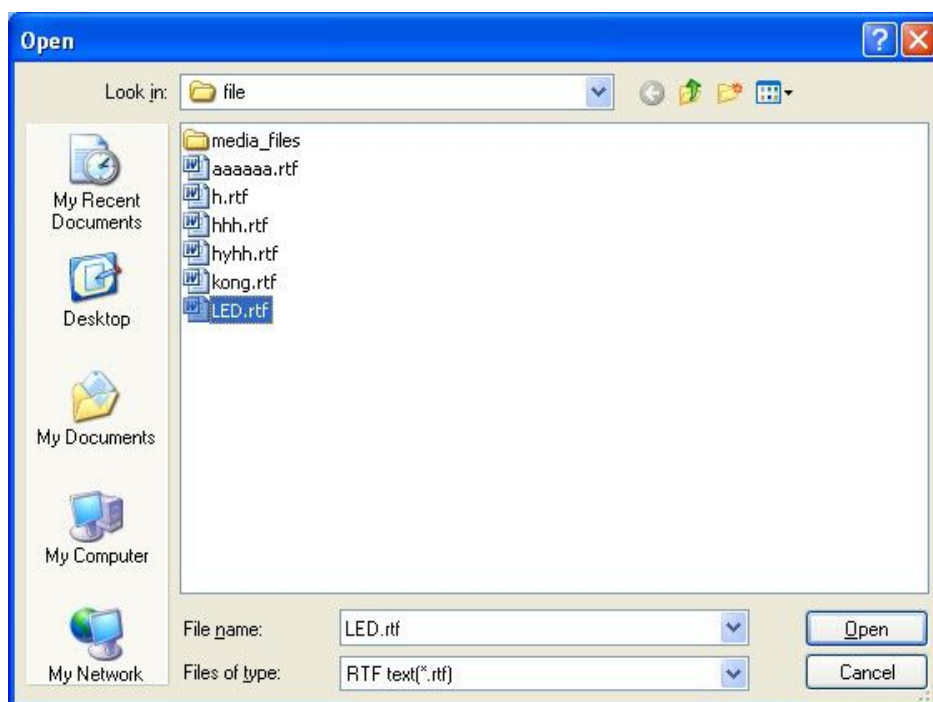 Open
Look in:
file
My Recent
Documents
Desktop
My Documents
My Computer
My Network
media_files
aaaaaa.rtf
h.rtf
hhh.rtf
hyhh.rtf
kong.rtf
LED.rtf
File name:
LED.rtf
Open
Files of type:
RTF text(*.rtf)
Cancel